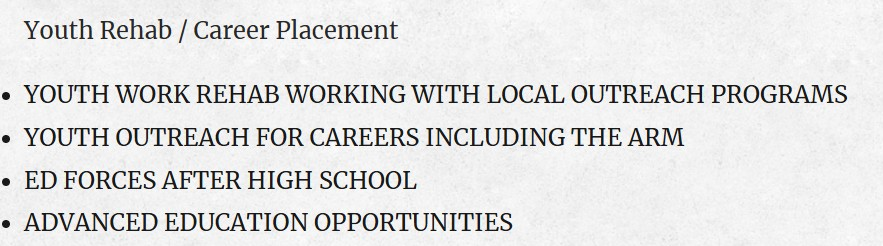 Youth Rehab / Career Placement
• YOUTH WORK REHAB WORKING WITH LOCAL OUTREACH PROGRAMS
• YOUTH OUTREACH FOR CAREERS INCLUDING THE ARM
• ED FORCES AFTER HIGH SCHOOL
• ADVANCED EDUCATION OPPORTUNITIES